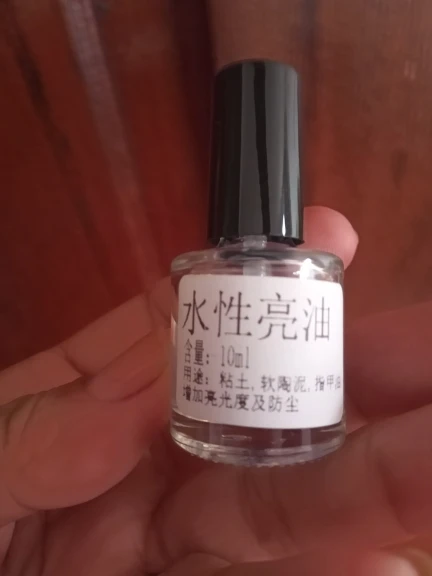 水性亮油
含量: 10ml
用途: 粘土, 软陶泥, 指甲油
增加亮光度及防尘